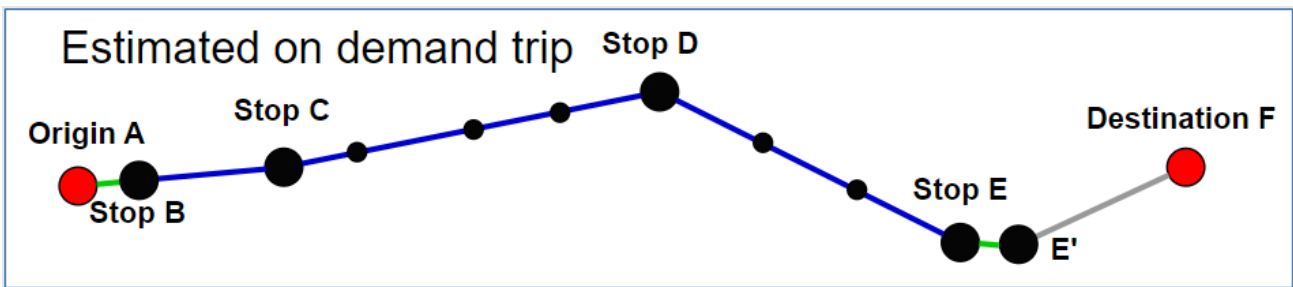 Estimated on demand trip
Stop D
Stop C
Origin A
Destination F
Stop B
Stop E
E'